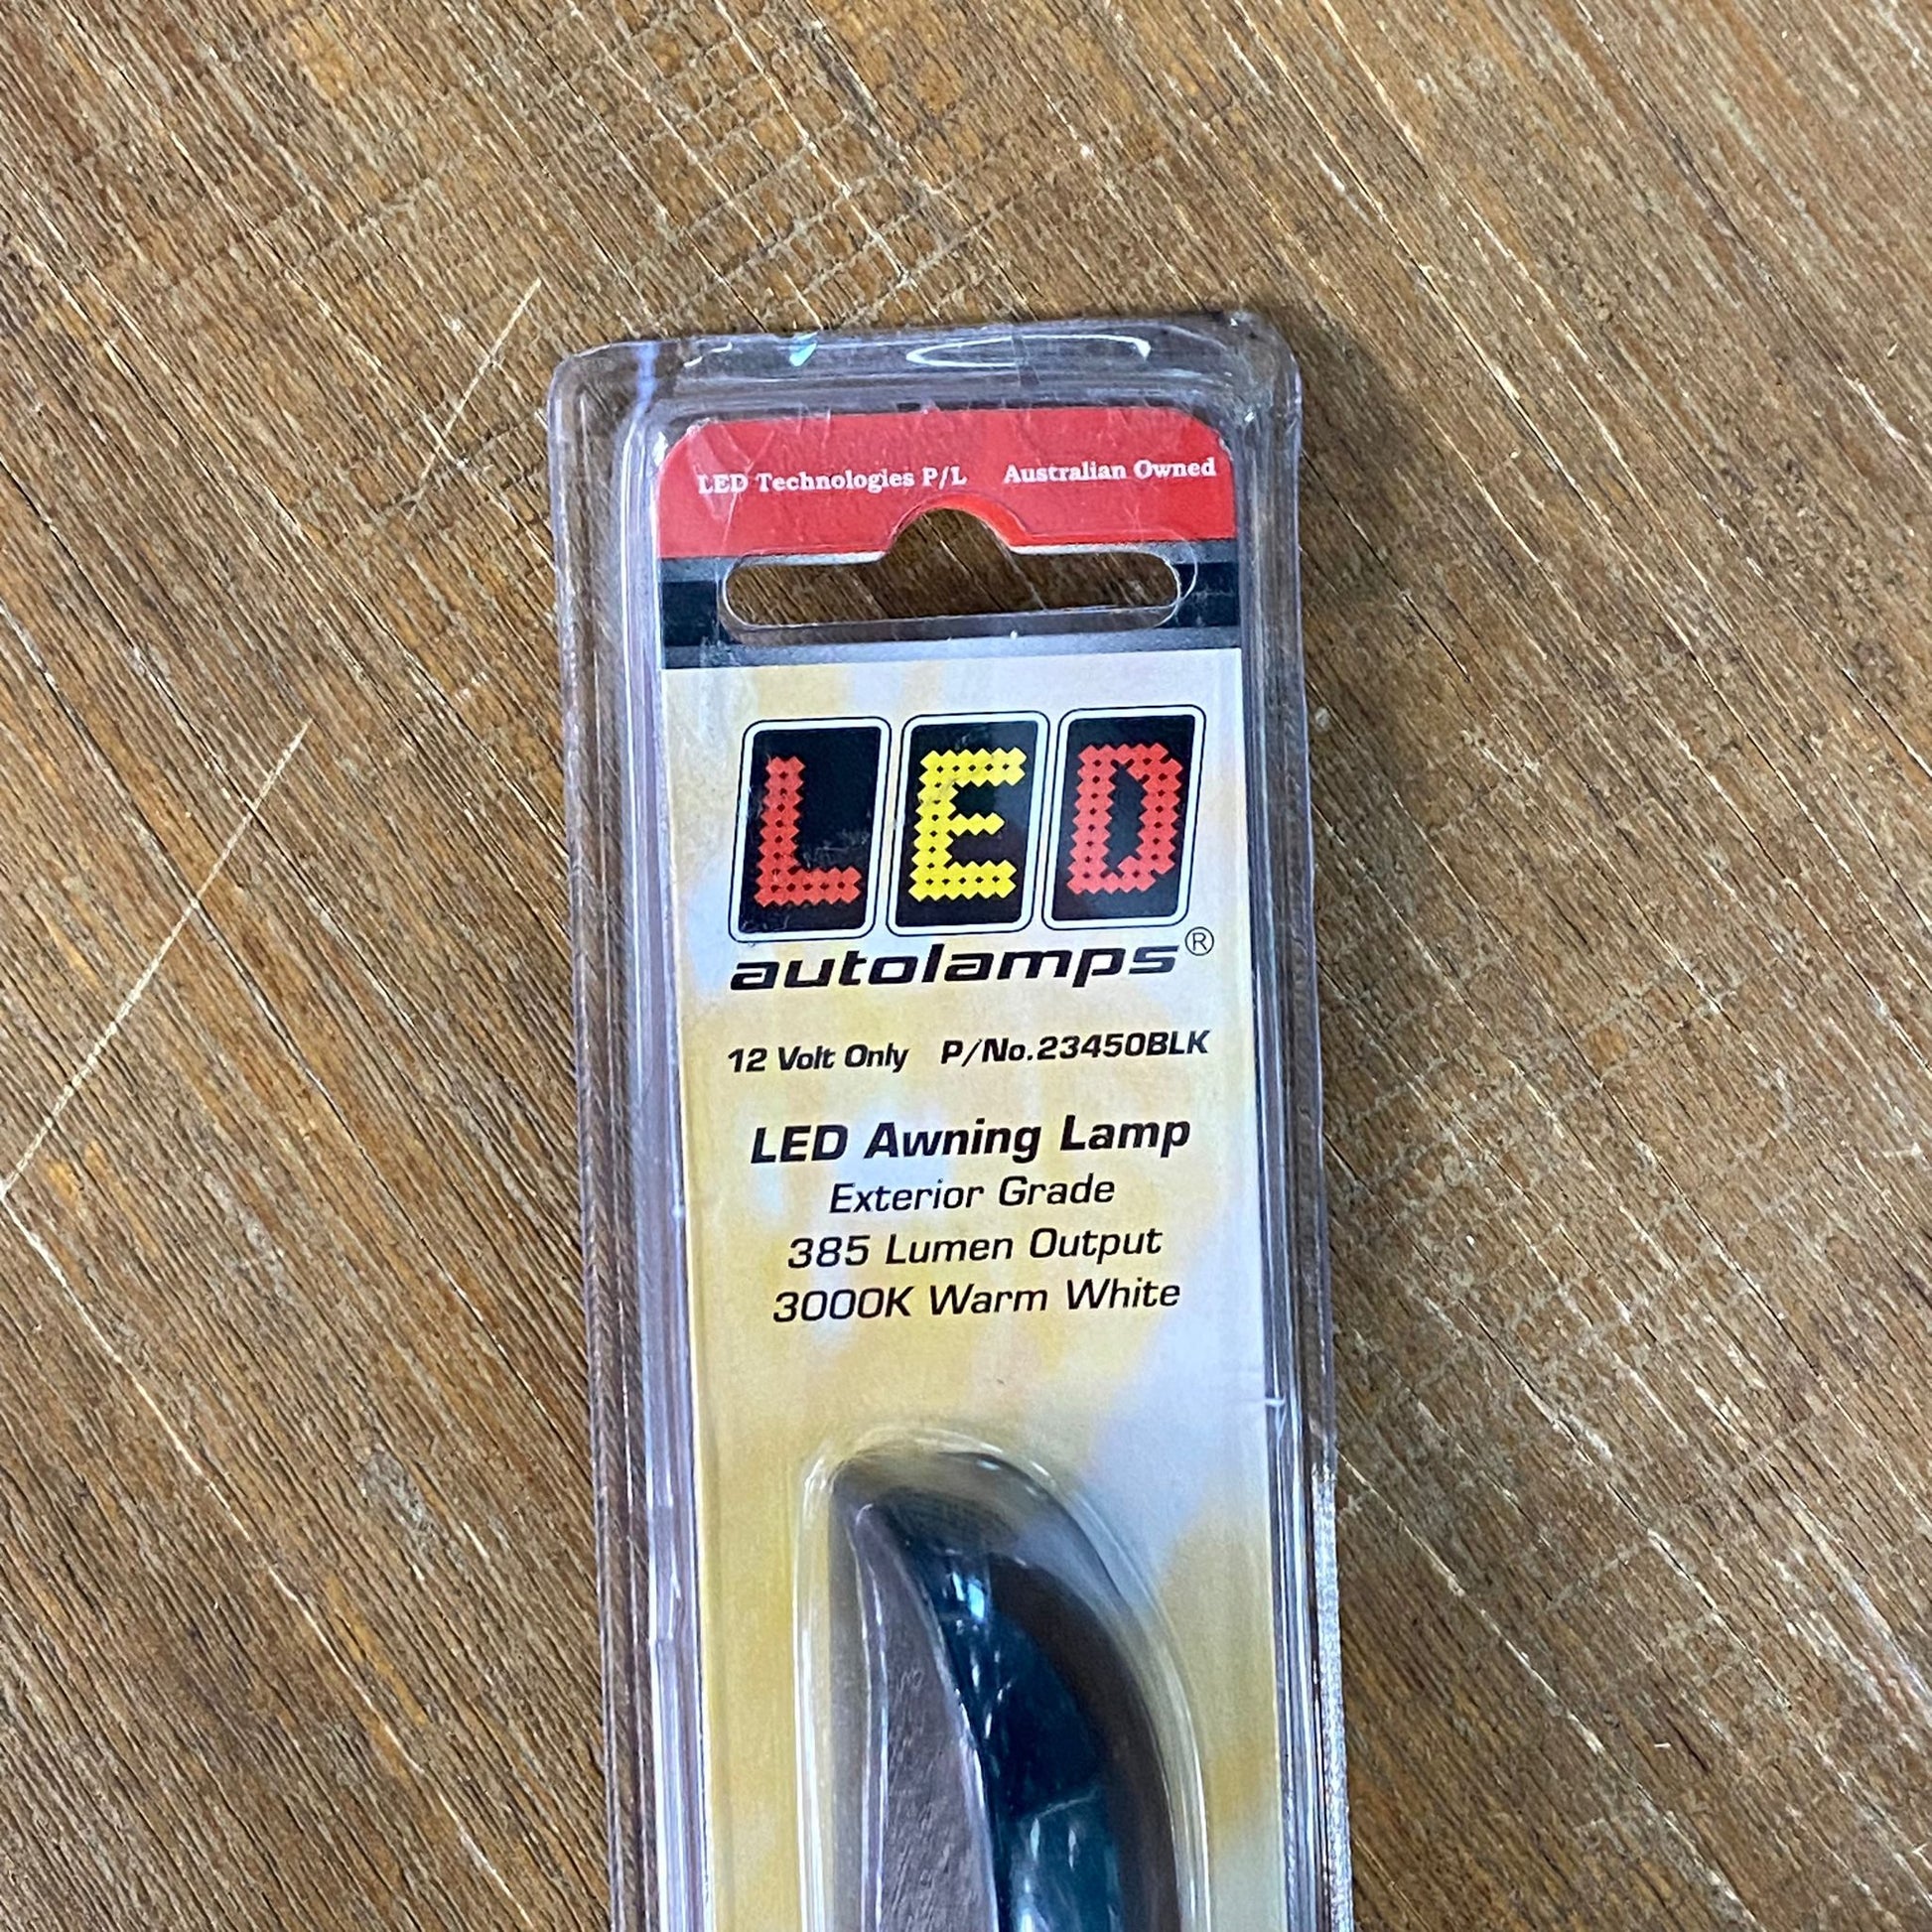 LED Technologies P/L Australian Owned
LED
autolamps®
12 Volt Only P/No.23450BLK
LED Awning Lamp
Exterior Grade
385 Lumen Output
3000K Warm White